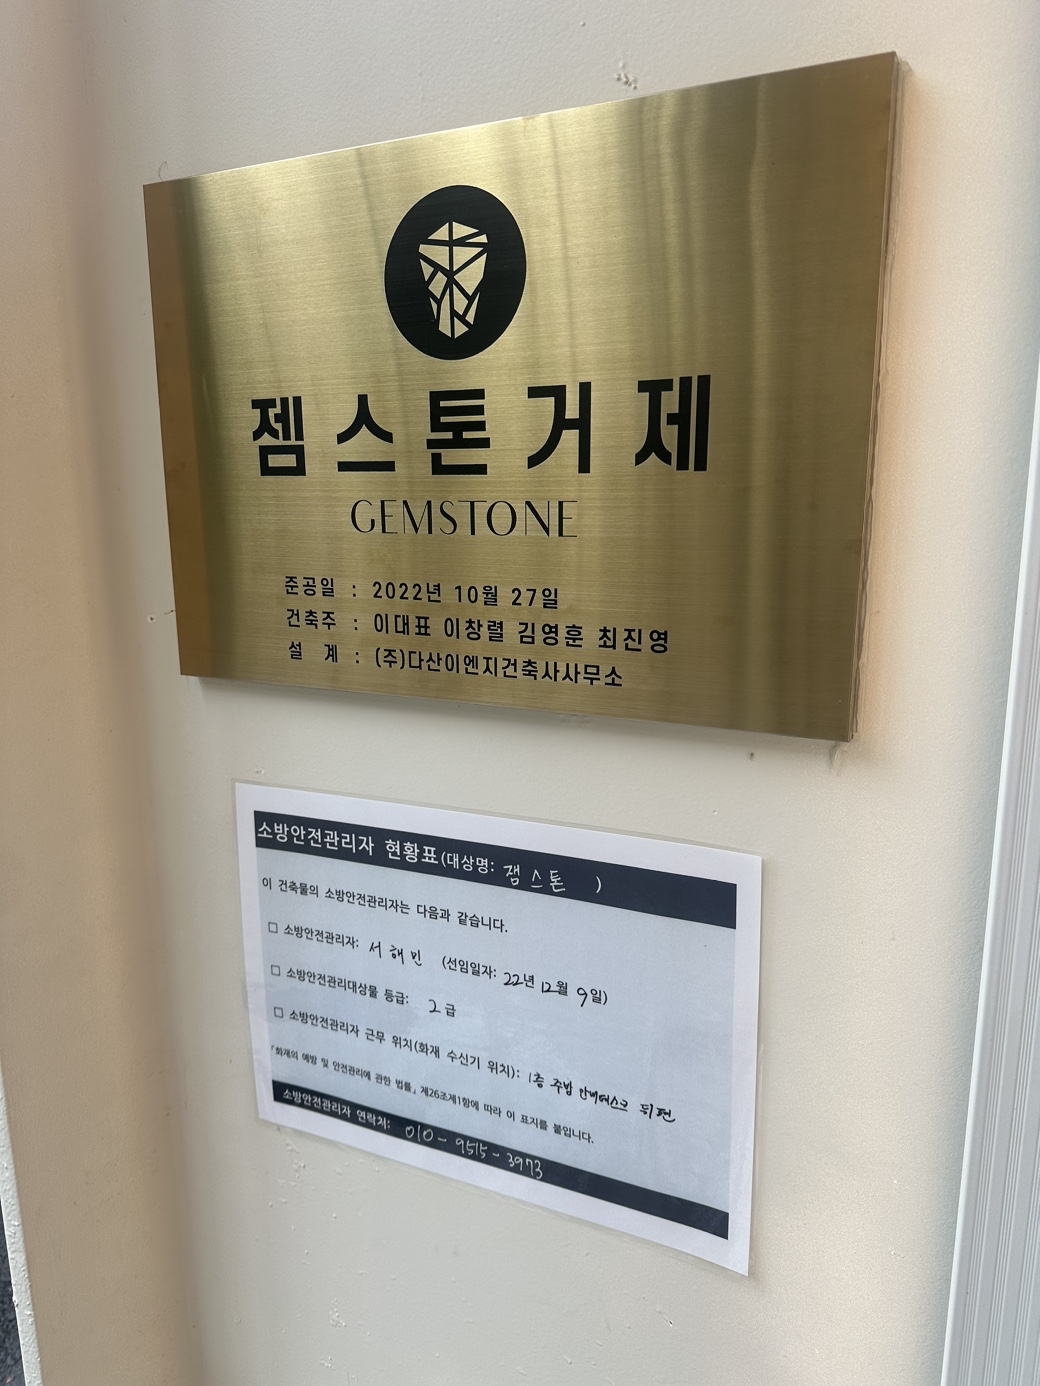 젬스톤거제
GEMSTONE
준공일 : 2022년 10월 27일
건축주 : 이대표 이창렬 김영훈 최진영
설 계 : (주)다산이엔지건축사사무소
소방안전관리자 현황표(대상명: 잼스톤 )
이 건축물의 소방안전관리자는 다음과 같습니다.
□ 소방안전관리자: 서해민 (선임일자: 22년 12월 9일)
□ 소방안전관리대상물 등급: 2급
□ 소방안전관리자 근무 위치(화재 수신기 위치): 1층 주방 안내데스크 뒤편
「화재의 예방 및 안전관리에 관한 법률」 제26조제1항에 따라 이 표지를 붙입니다.
소방안전관리자 연락처: 010-9515-3973